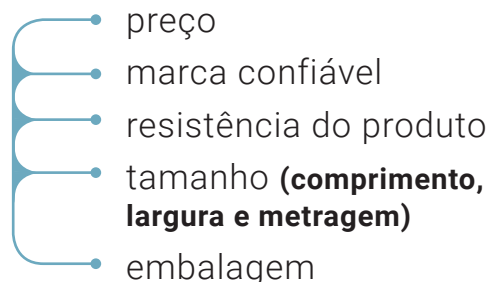 preço
marca confiável
resistência do produto
tamanho (comprimento,
largura e metragem)
embalagem